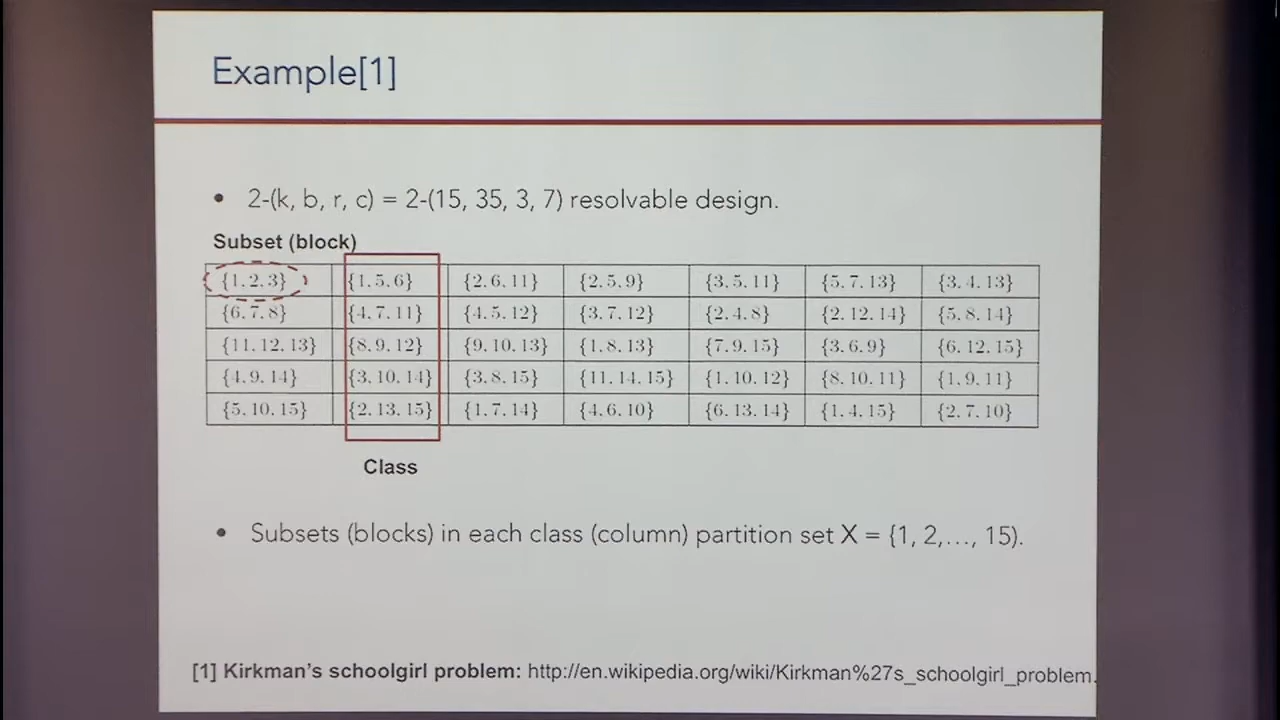 Example[1]
• 2-(k, b, r, c) = 2-(15, 35, 3, 7) resolvable design.
Subset (block)
{1, 2, 3} {1, 5, 6} {2, 6, 11} {2, 5, 9} {3, 5, 11} {5, 7, 13} {3, 4, 13}
{6, 7, 8} {4, 7, 11} {4, 5, 12} {3, 7, 12} {2, 4, 8} {2, 12, 14} {5, 8, 14}
{11, 12, 13} {8, 9, 12} {9, 10, 13} {1, 8, 13} {7, 9, 15} {3, 6, 9} {6, 12, 15}
{4, 9, 14} {3, 10, 14} {3, 8, 15} {11, 14, 15} {1, 10, 12} {8, 10, 11} {1, 9, 11}
{5, 10, 15} {2, 13, 15} {1, 7, 14} {4, 6, 10} {6, 13, 14} {1, 4, 15} {2, 7, 10}
Class
• Subsets (blocks) in each class (column) partition set X = {1, 2,..., 15).
[1] Kirkman's schoolgirl problem: http://en.wikipedia.org/wiki/Kirkman%27s_schoolgirl_problem.